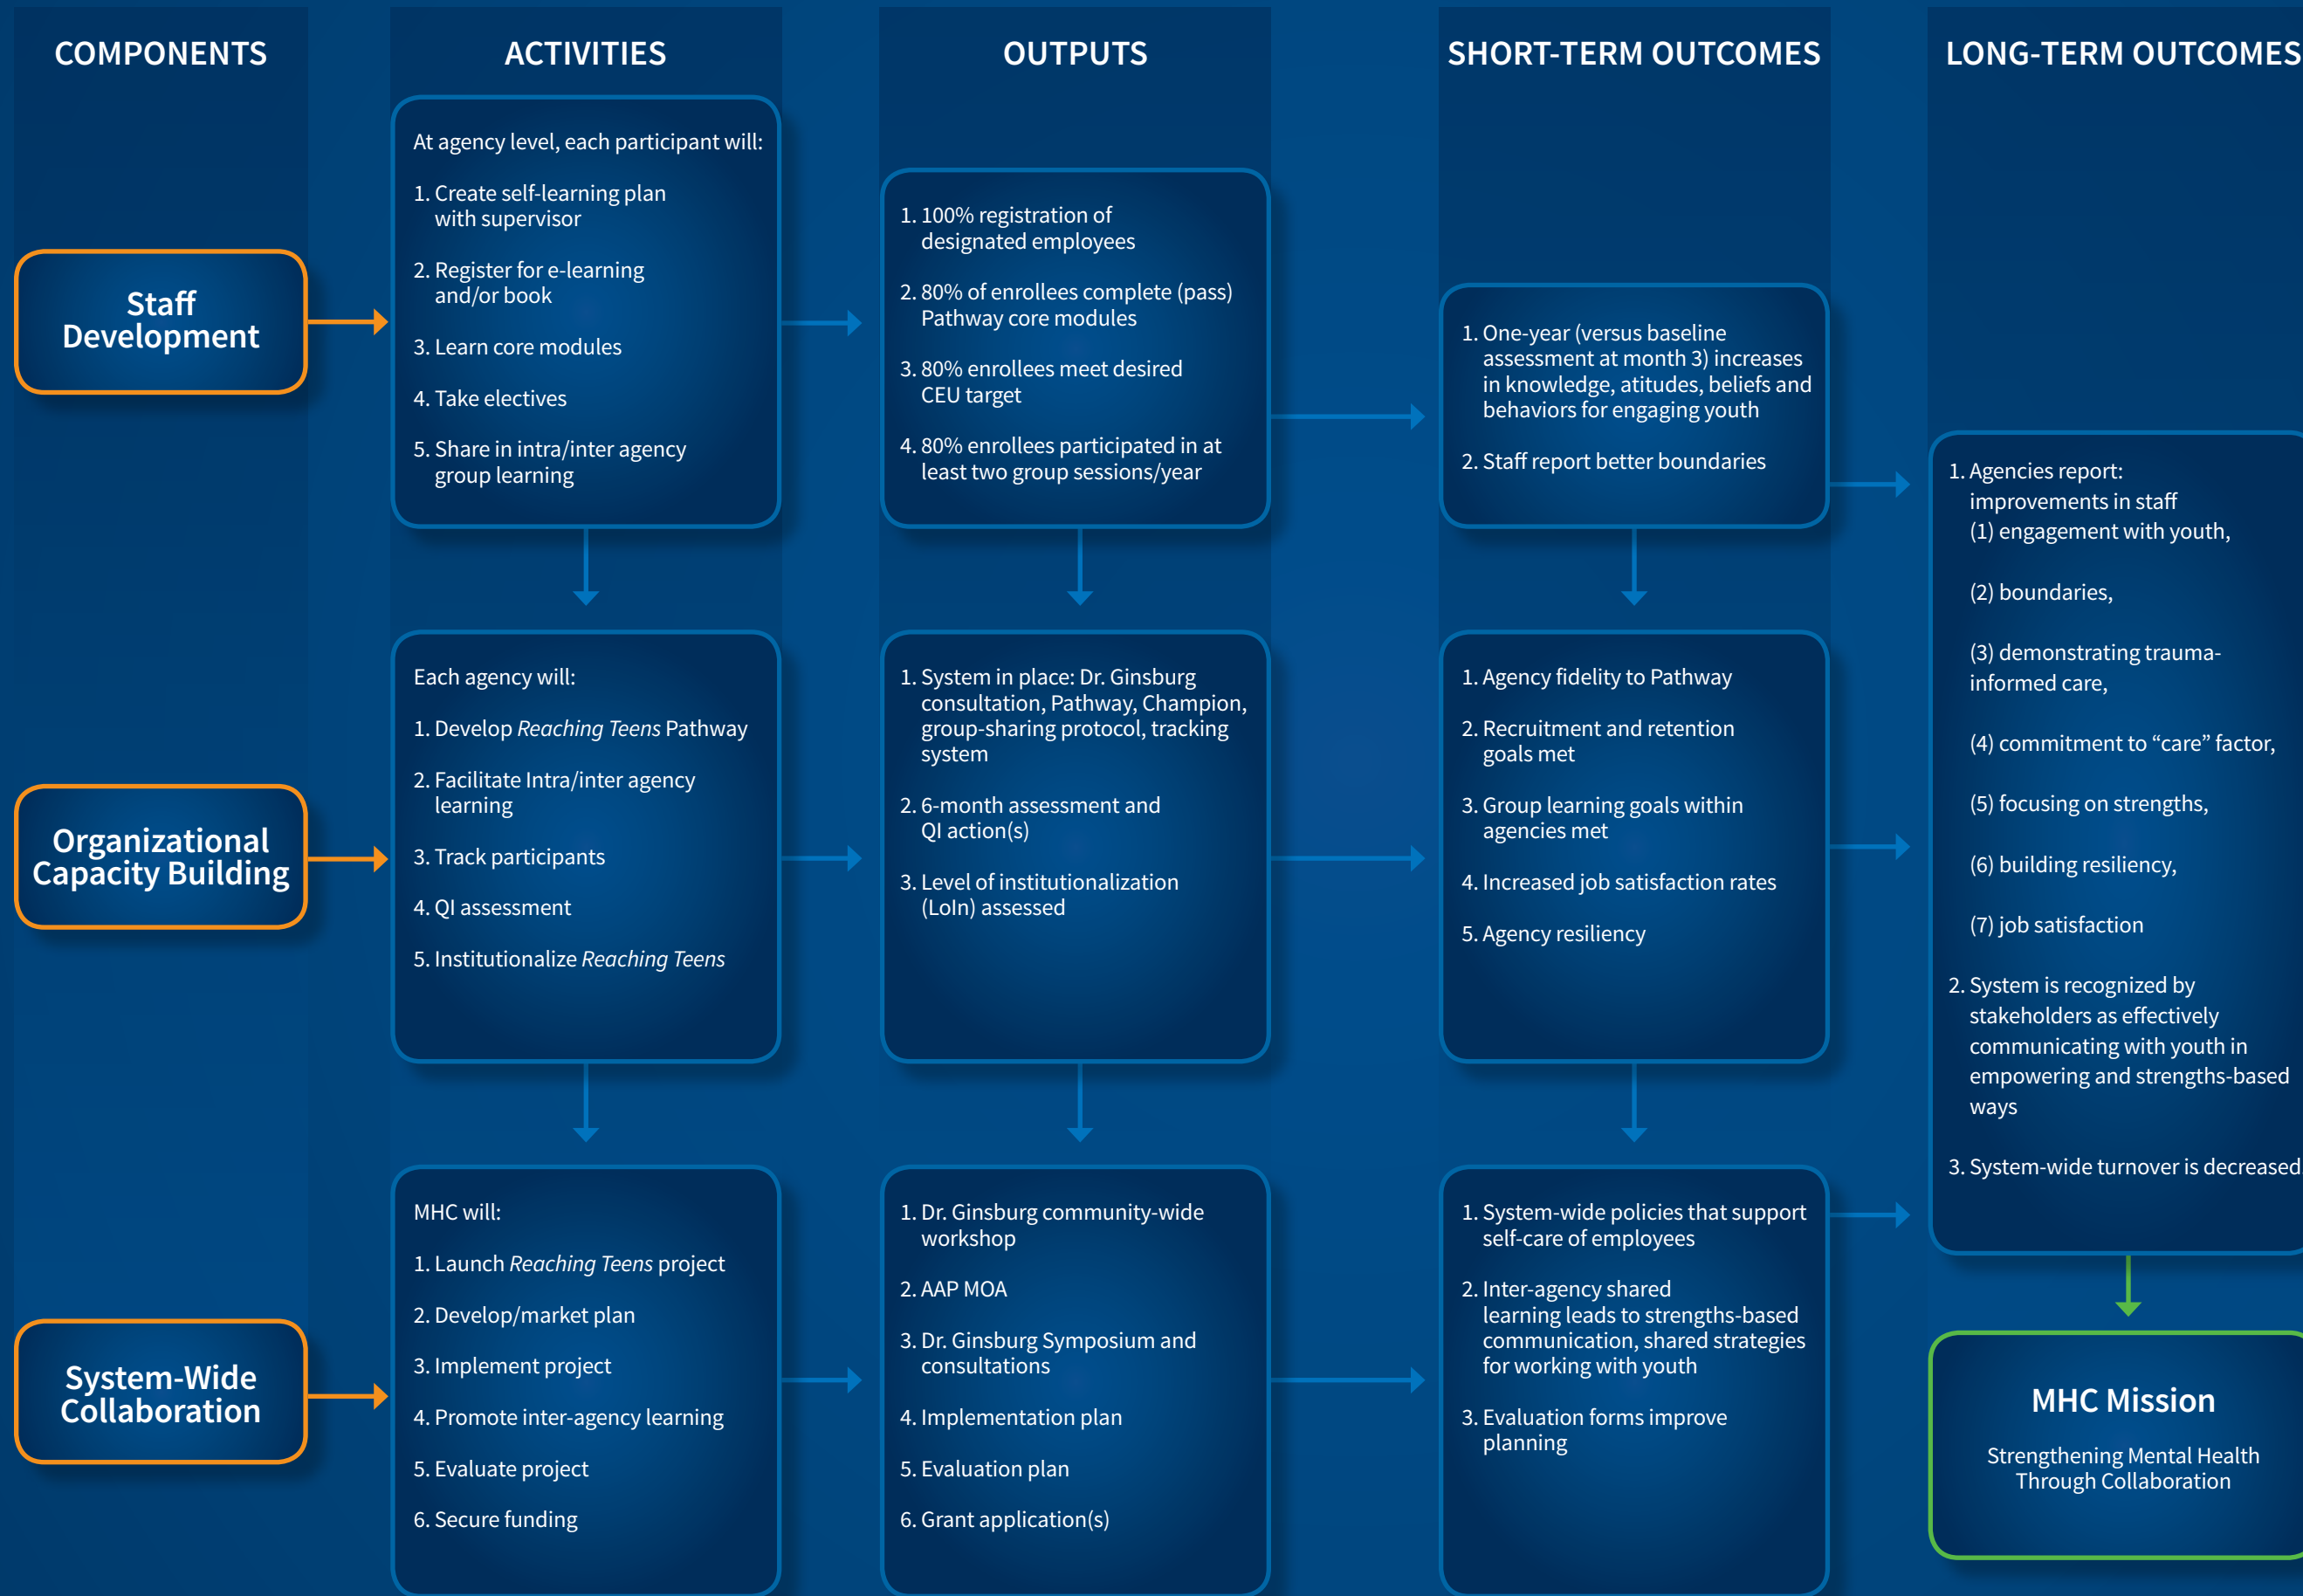 COMPONENTS
ACTIVITIES
OUTPUTS
SHORT-TERM OUTCOMES
LONG-TERM OUTCOMES
Staff
Development
At agency level, each participant will:
1. Create self-learning plan
with supervisor
2. Register for e-learning
and/or book
3. Learn core modules
4. Take electives
5. Share in intra/inter agency
group learning
1. 100% registration of
designated employees
2. 80% of enrollees complete (pass)
Pathway core modules
3. 80% enrollees meet desired
CEU target
4. 80% enrollees participated in at
least two group sessions/year
1. One-year (versus baseline
assessment at month 3) increases
in knowledge, atitudes, beliefs and
behaviors for engaging youth
2. Staff report better boundaries
Organizational
Capacity Building
Each agency will:
1. Develop Reaching Teens Pathway
2. Facilitate Intra/inter agency
learning
3. Track participants
4. QI assessment
5. Institutionalize Reaching Teens
1. System in place: Dr. Ginsburg
consultation, Pathway, Champion,
group-sharing protocol, tracking
system
2. 6-month assessment and
QI action(s)
3. Level of institutionalization
(LoIn) assessed
1. Agency fidelity to Pathway
2. Recruitment and retention
goals met
3. Group learning goals within
agencies met
4. Increased job satisfaction rates
5. Agency resiliency
System-Wide
Collaboration
MHC will:
1. Launch Reaching Teens project
2. Develop/market plan
3. Implement project
4. Promote inter-agency learning
5. Evaluate project
6. Secure funding
1. Dr. Ginsburg community-wide
workshop
2. AAP MOA
3. Dr. Ginsburg Symposium and
consultations
4. Implementation plan
5. Evaluation plan
6. Grant application(s)
1. System-wide policies that support
self-care of employees
2. Inter-agency shared
learning leads to strengths-based
communication, shared strategies
for working with youth
3. Evaluation forms improve
planning
1. Agencies report:
improvements in staff
(1) engagement with youth,
(2) boundaries,
(3) demonstrating trauma-
informed care,
(4) commitment to “care” factor,
(5) focusing on strengths,
(6) building resiliency,
(7) job satisfaction
2. System is recognized by
stakeholders as effectively
communicating with youth in
empowering and strengths-based
ways
3. System-wide turnover is decreased
MHC Mission
Strengthening Mental Health
Through Collaboration